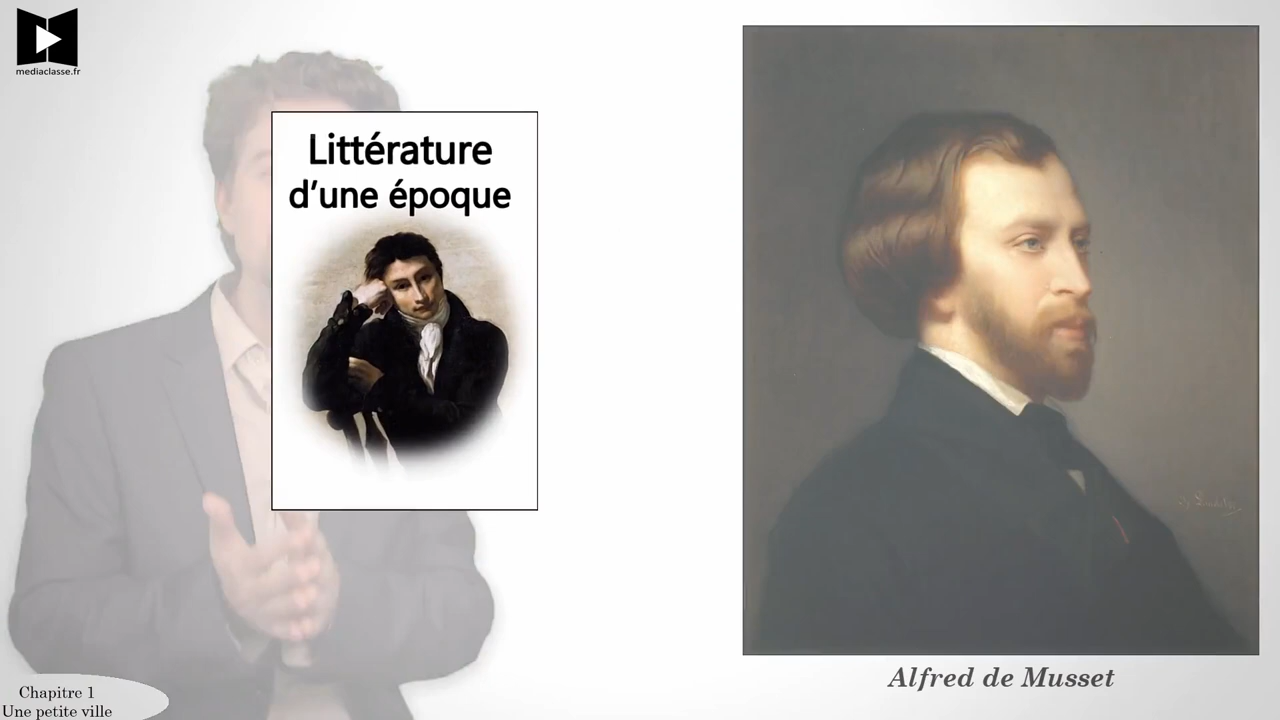 mediaclasse.fr
Littérature
d'une époque
Alfred de Musset
Chapitre 1
Une petite ville